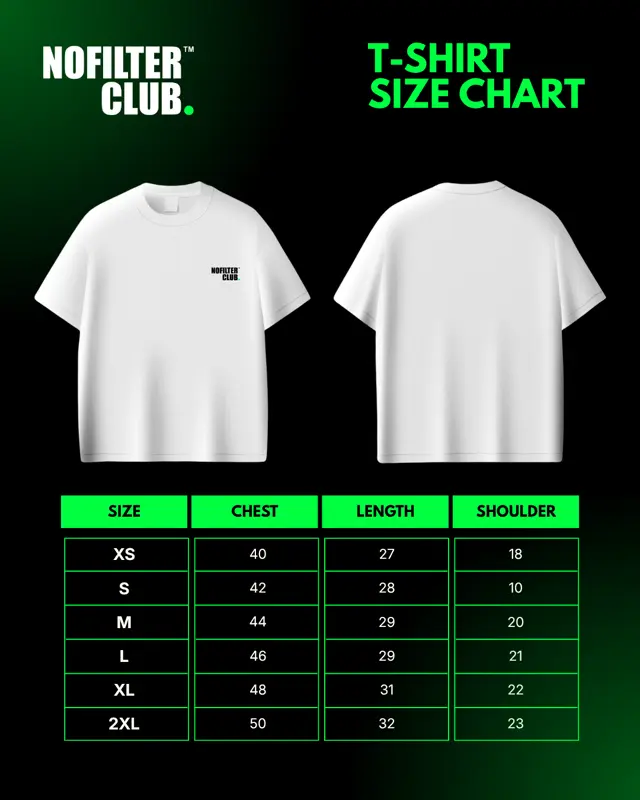 NOFILTER™
CLUB.
T-SHIRT
SIZE CHART
NOFILTER™
CLUB.
SIZE CHEST LENGTH SHOULDER
XS 40 27 18
S 42 28 10
M 44 29 20
L 46 29 21
XL 48 31 22
2XL 50 32 23